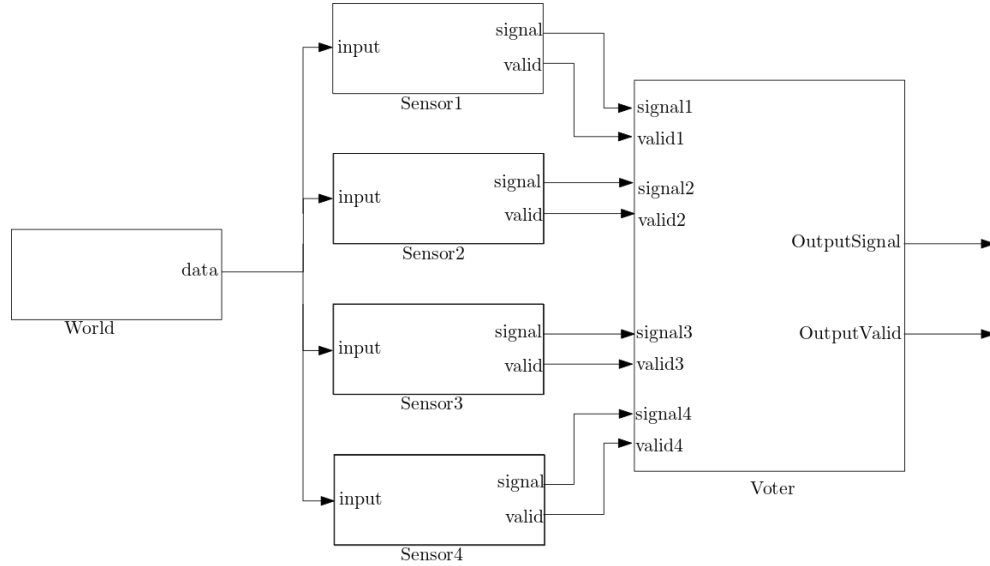 data
World
input
signal
valid
Sensor1
input
signal
valid
Sensor2
input
signal
valid
Sensor3
input
signal
valid
Sensor4
signal1
valid1
signal2
valid2
signal3
valid3
signal4
valid4
OutputSignal
OutputValid
Voter